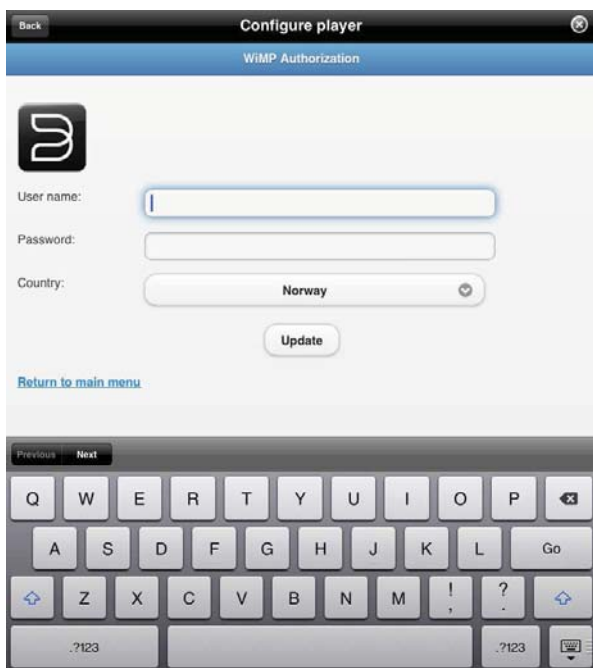 Back Configure player
WiMP Authorization
User name:
Password:
Country: Norway
Update
Return to main menu
Previous Next
Q W E R T Y U I O P
A S D F G H J K L Go
Z X C V B N M ! , ? .
.?123 .?123